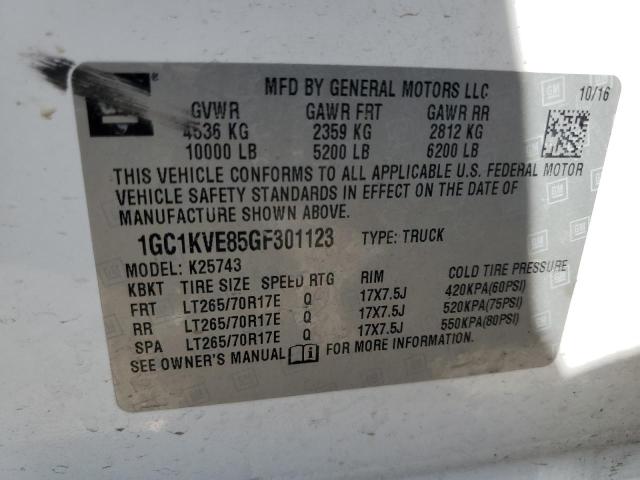 MFD BY GENERAL MOTORS LLC
10/16
GVWR GAWR FRT GAWR RR
4536 KG 2359 KG 2812 KG
10000 LB 5200 LB 6200 LB
THIS VEHICLE CONFORMS TO ALL APPLICABLE U.S. FEDERAL MOTOR
VEHICLE SAFETY STANDARDS IN EFFECT ON THE DATE OF
MANUFACTURE SHOWN ABOVE.
1GC1KVE85GF301123 TYPE: TRUCK
MODEL: K25743
KBKT TIRE SIZE SPEED RTG RIM COLD TIRE PRESSURE
FRT LT265/70R17E Q 17X7.5J 420KPA(60PSI)
RR LT265/70R17E Q 17X7.5J 520KPA(75PSI)
SPA LT265/70R17E Q 17X7.5J 550KPA(80PSI)
SEE OWNER'S MANUAL FOR MORE INFORMATION.